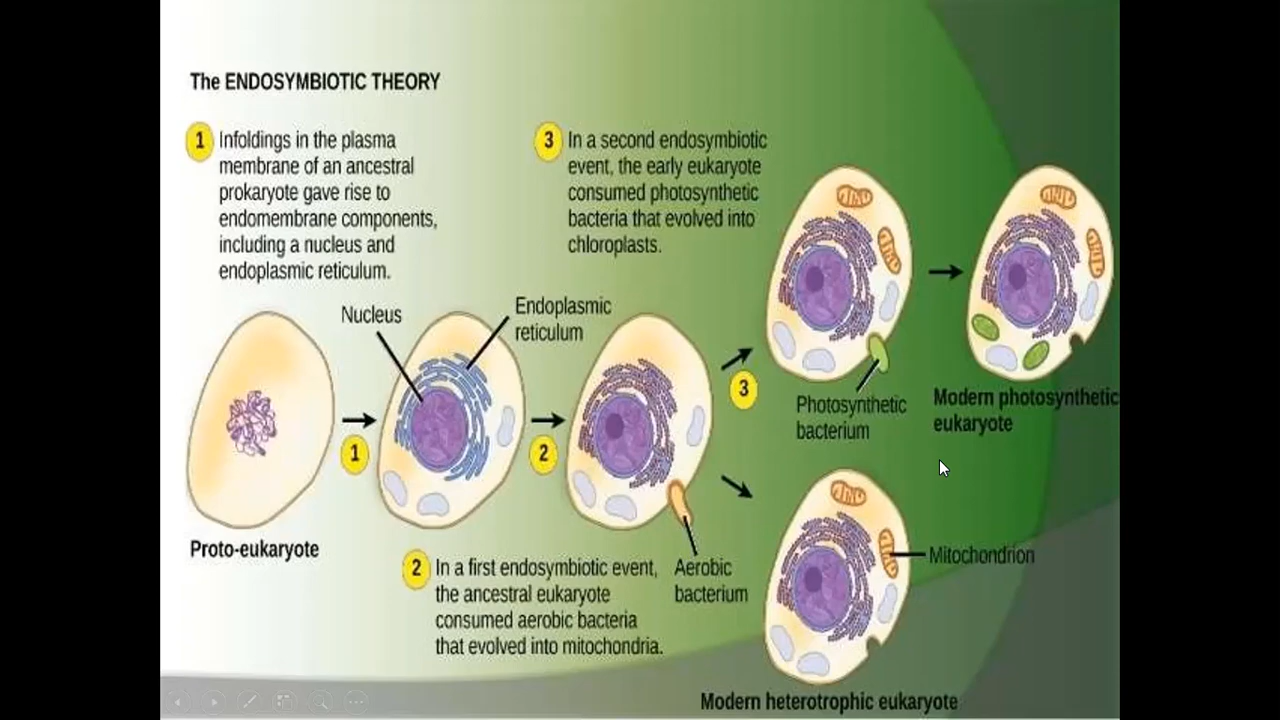 The ENDOSYMBIOTIC THEORY
1
Infoldings in the plasma
membrane of an ancestral
prokaryote gave rise to
endomembrane components,
including a nucleus and
endoplasmic reticulum.
3
In a second endosymbiotic
event, the early eukaryote
consumed photosynthetic
bacteria that evolved into
chloroplasts.
Nucleus
Endoplasmic
reticulum
1
2
3
Photosynthetic
bacterium
Modern photosynthetic
eukaryote
Proto-eukaryote
2
In a first endosymbiotic event,
the ancestral eukaryote
consumed aerobic bacteria
that evolved into mitochondria.
Aerobic
bacterium
Mitochondrion
Modern heterotrophic eukaryote